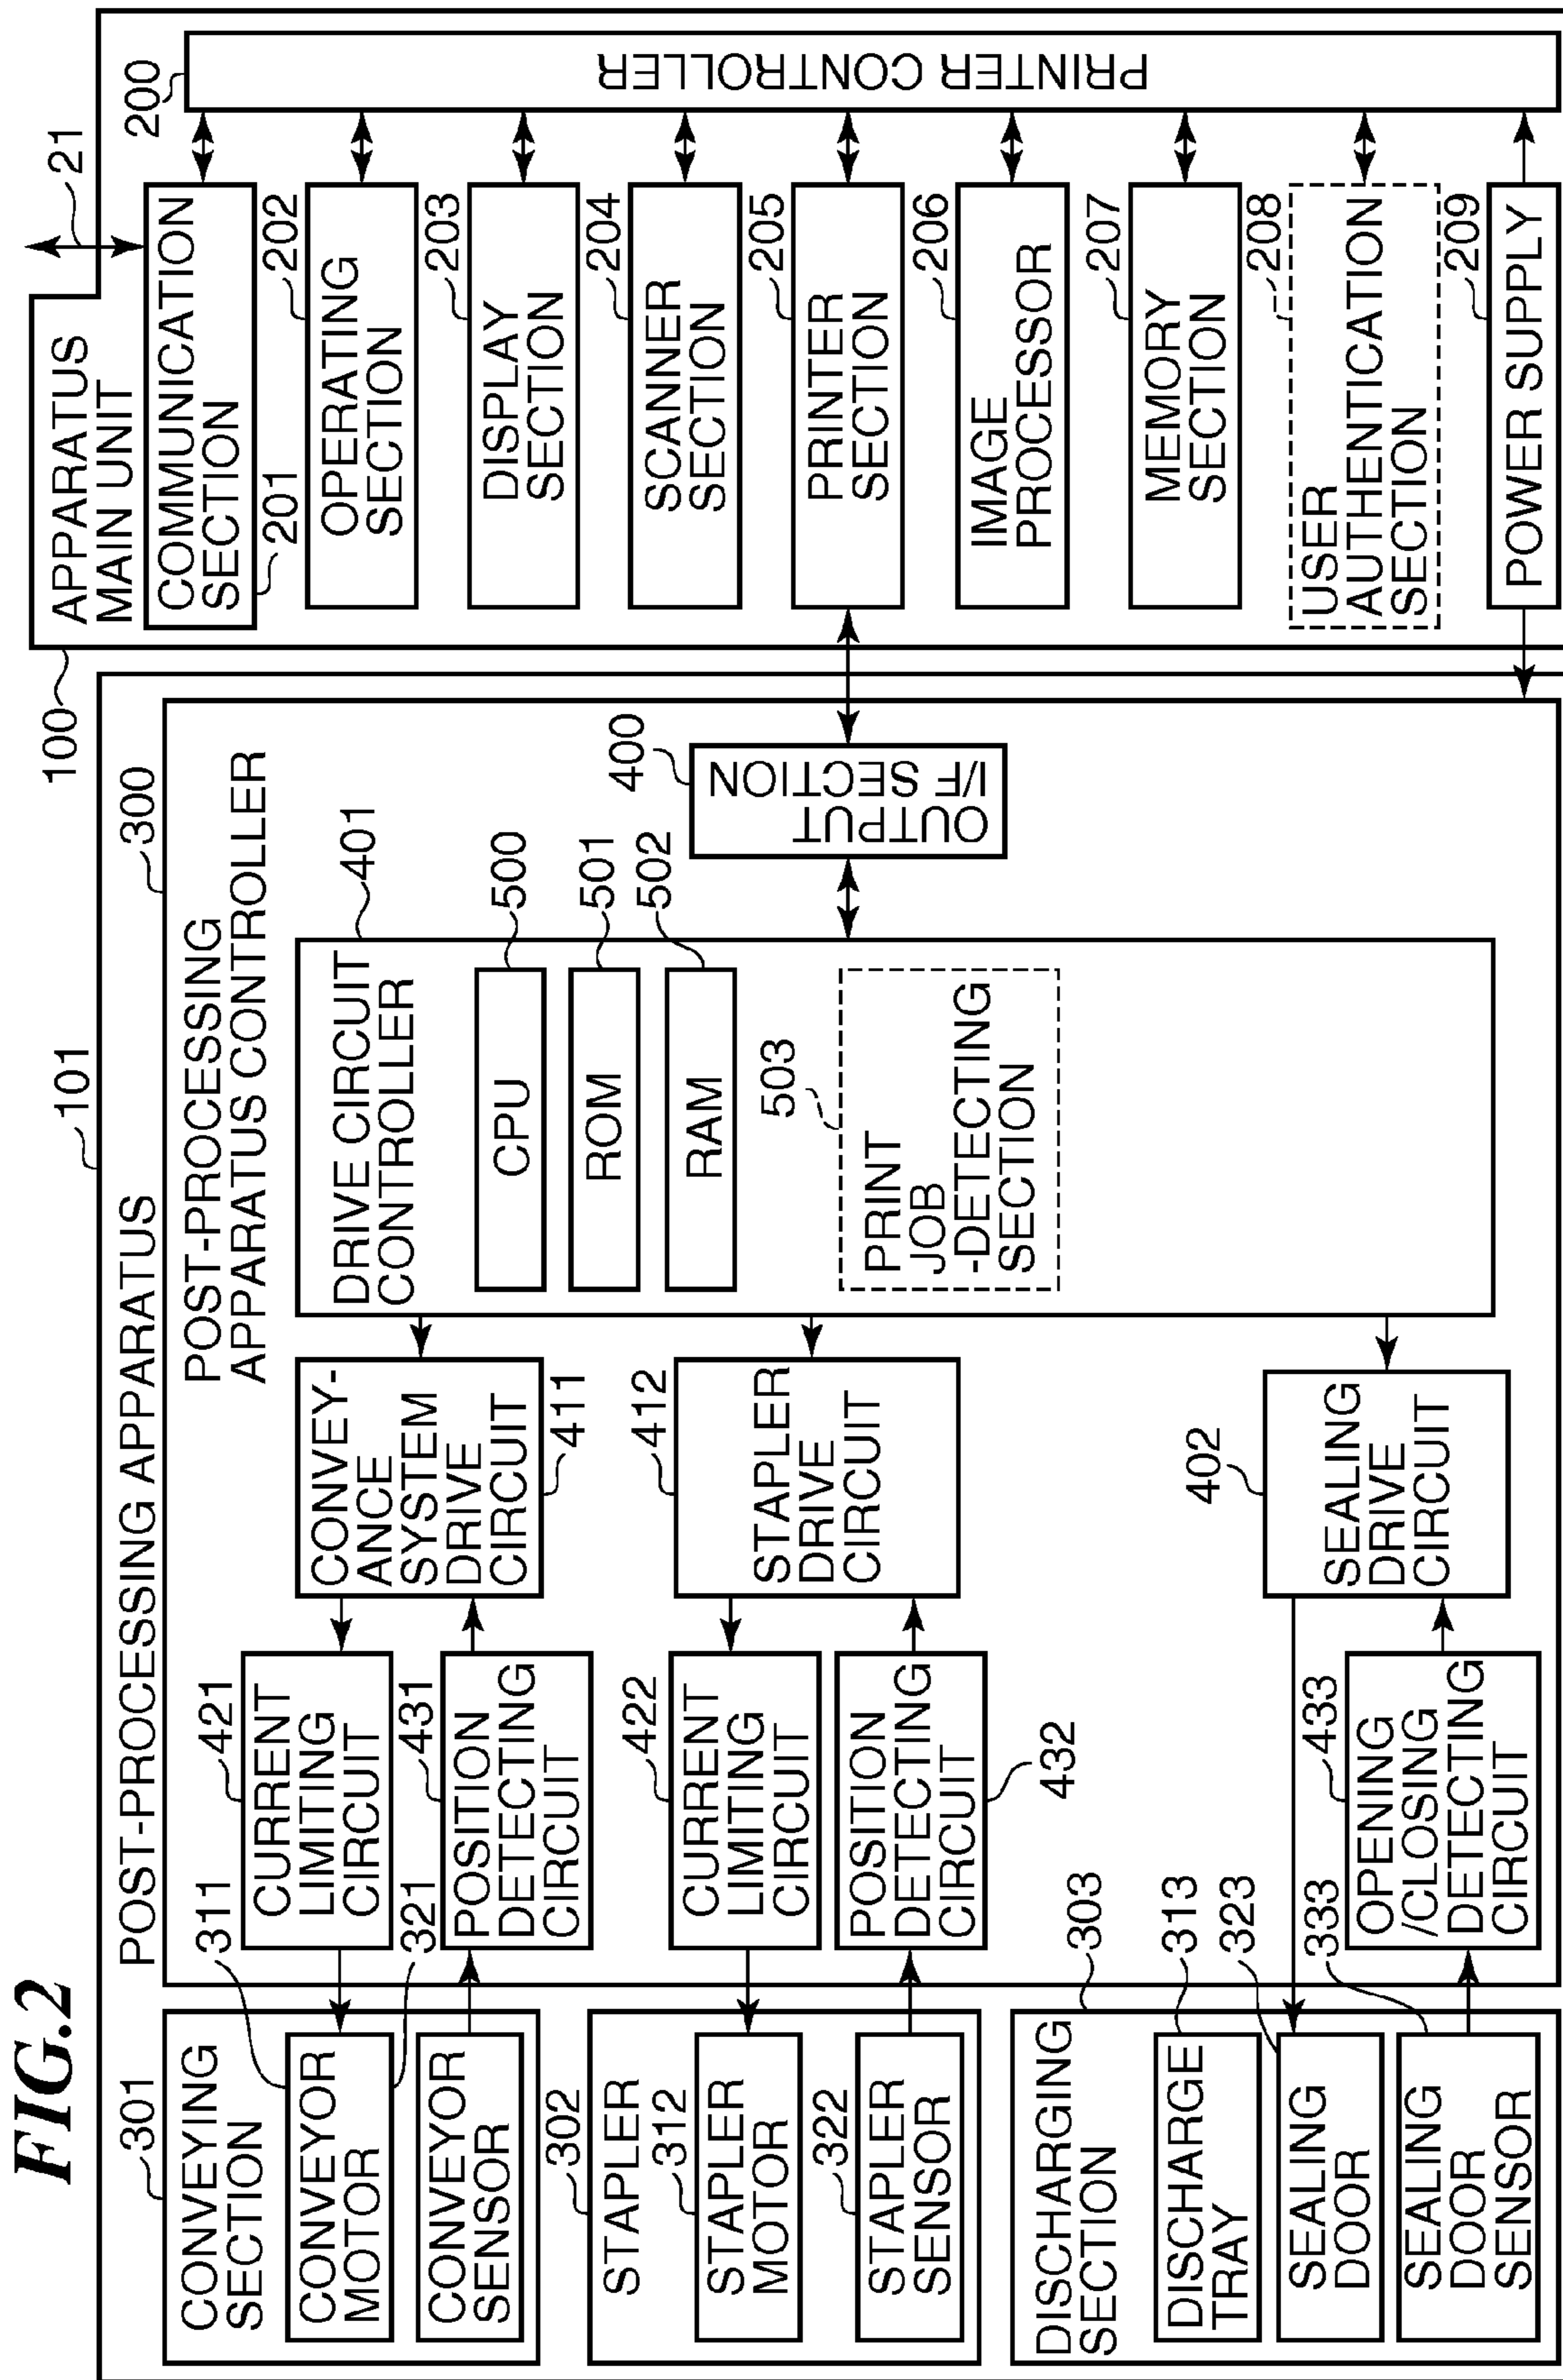 FIG.2
101
POST-PROCESSING APPARATUS
300
POST-PROCESSING
APPARATUS CONTROLLER
301
CONVEYING
SECTION
311
CONVEYOR
MOTOR
321
CONVEYOR
SENSOR
302
STAPLER
312
STAPLER
MOTOR
322
STAPLER
SENSOR
303
DISCHARGING
SECTION
313
DISCHARGE
TRAY
323
SEALING
DOOR
333
SEALING
DOOR
SENSOR
421
CURRENT
LIMITING
CIRCUIT
431
POSITION
DETECTING
CIRCUIT
422
CURRENT
LIMITING
CIRCUIT
POSITION
DETECTING
CIRCUIT
432
433
OPENING
/CLOSING
DETECTING
CIRCUIT
CONVEY-
ANCE
SYSTEM
DRIVE
CIRCUIT
411
412
STAPLER
DRIVE
CIRCUIT
402
SEALING
DRIVE
CIRCUIT
401
DRIVE CIRCUIT
CONTROLLER
500
CPU
501
ROM
502
RAM
503
PRINT
JOB
-DETECTING
SECTION
400
OUTPUT
I/F SECTION
100
APPARATUS
MAIN UNIT
21
COMMUNICATION
SECTION
201
202
OPERATING
SECTION
203
DISPLAY
SECTION
204
SCANNER
SECTION
205
PRINTER
SECTION
206
IMAGE
PROCESSOR
207
MEMORY
SECTION
208
USER
AUTHENTICATION
SECTION
209
POWER SUPPLY
200
PRINTER CONTROLLER